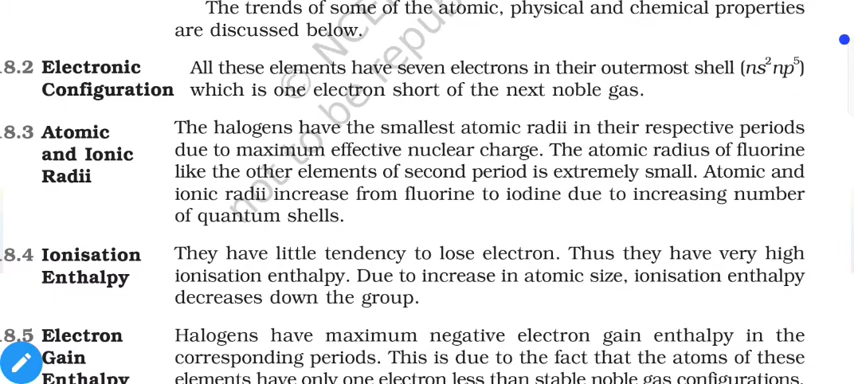 The trends of some of the atomic, physical and chemical properties
are discussed below.
8.2 Electronic Configuration
All these elements have seven electrons in their outermost shell (ns²np⁵)
which is one electron short of the next noble gas.
8.3 Atomic and Ionic Radii
The halogens have the smallest atomic radii in their respective periods
due to maximum effective nuclear charge. The atomic radius of fluorine
like the other elements of second period is extremely small. Atomic and
ionic radii increase from fluorine to iodine due to increasing number
of quantum shells.
8.4 Ionisation Enthalpy
They have little tendency to lose electron. Thus they have very high
ionisation enthalpy. Due to increase in atomic size, ionisation enthalpy
decreases down the group.
8.5 Electron Gain Enthalpy
Halogens have maximum negative electron gain enthalpy in the
corresponding periods. This is due to the fact that the atoms of these
elements have only one electron less than stable noble gas configurations.
© NCE
not to be repu